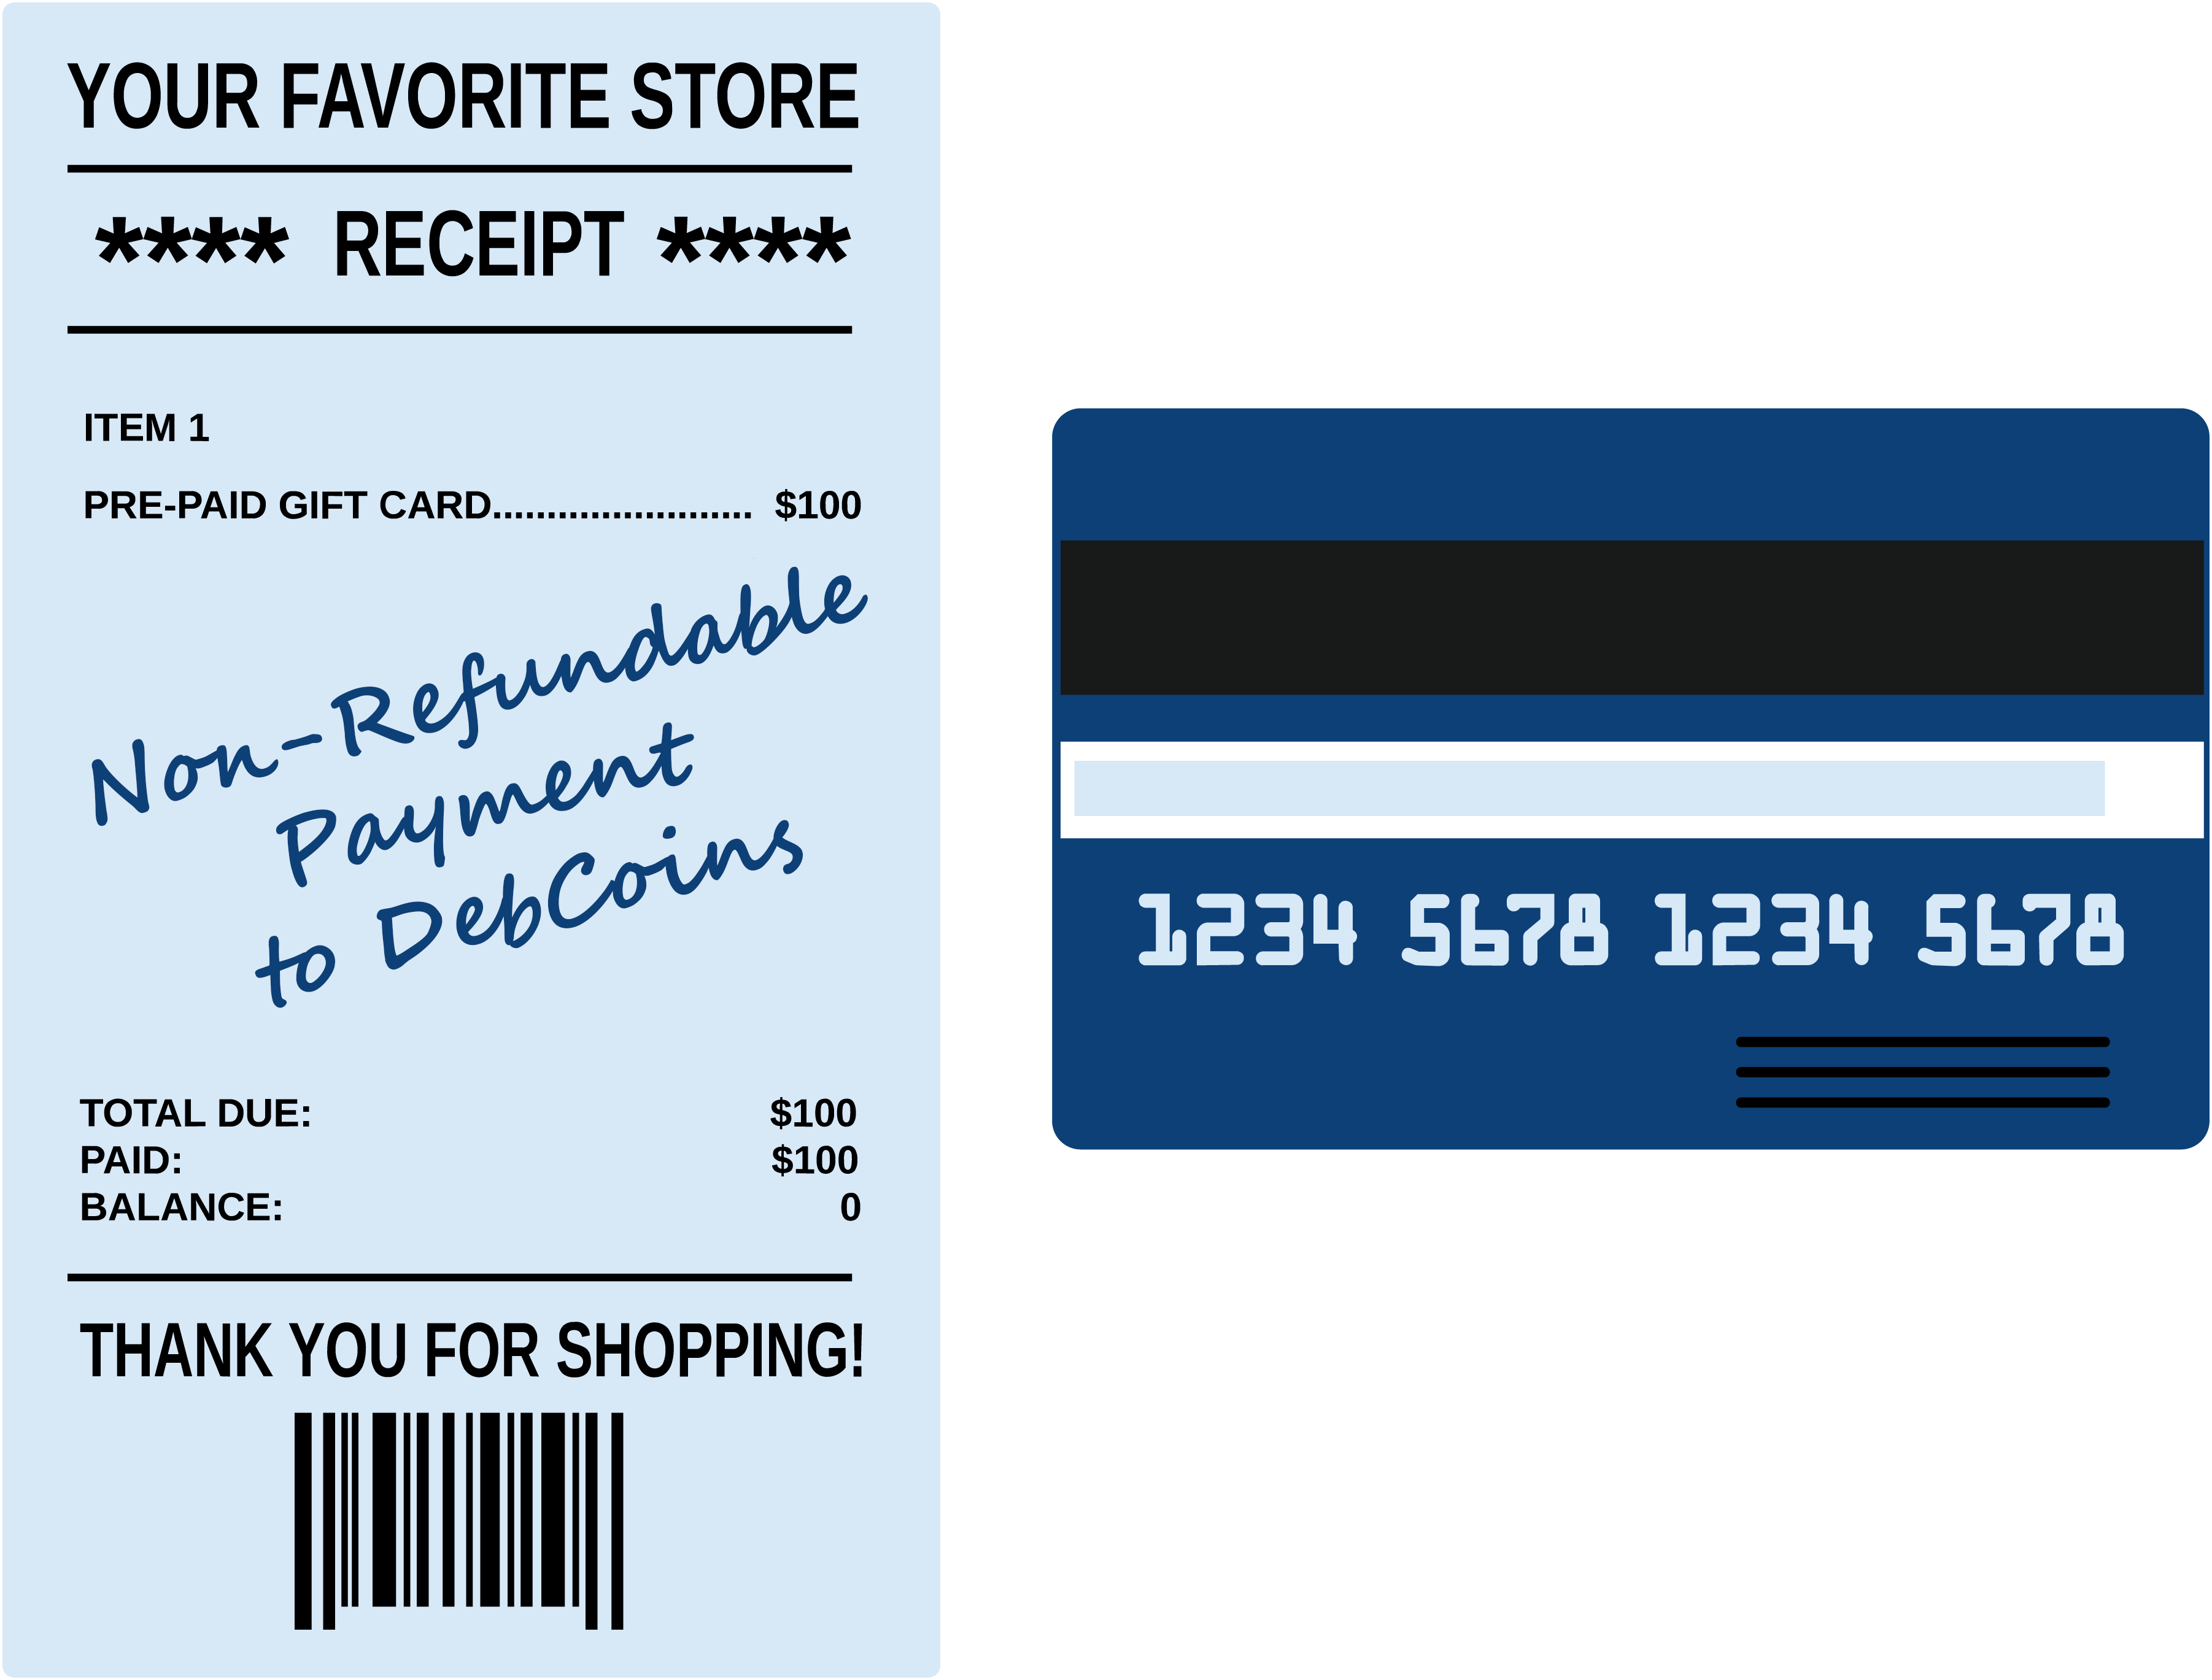 YOUR FAVORITE STORE
**** RECEIPT ****
ITEM 1
PRE-PAID GIFT CARD........................ $100
Non-Refundable
Payment
to DebCoins
TOTAL DUE: $100
PAID: $100
BALANCE: 0
THANK YOU FOR SHOPPING!
1234 5678 1234 5678